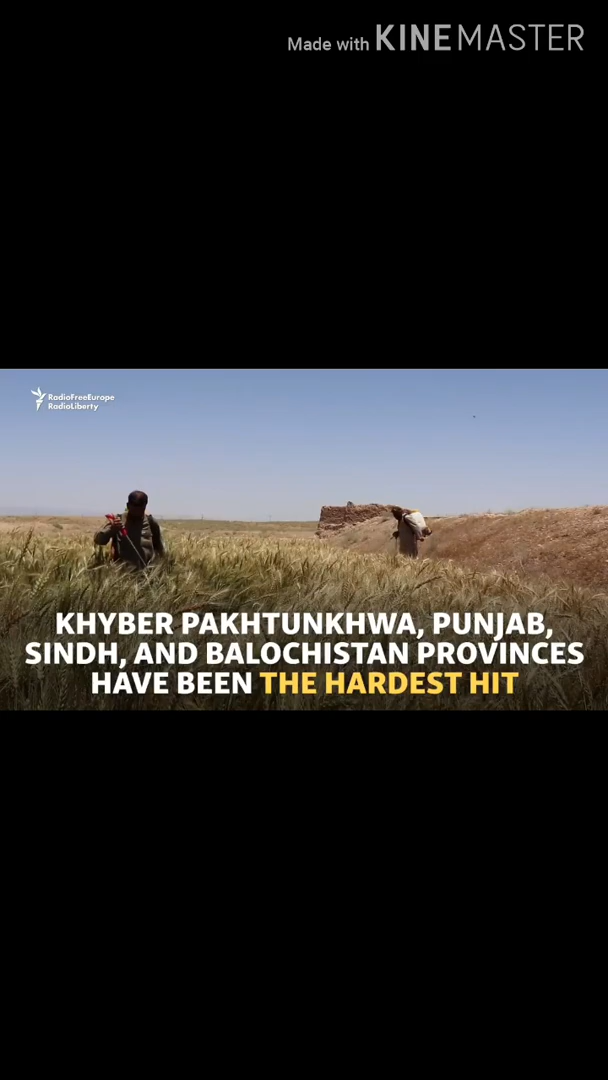 Made with KINEMASTER
RadioFreeEurope
RadioLiberty
KHYBER PAKHTUNKHWA, PUNJAB,
SINDH, AND BALOCHISTAN PROVINCES
HAVE BEEN THE HARDEST HIT